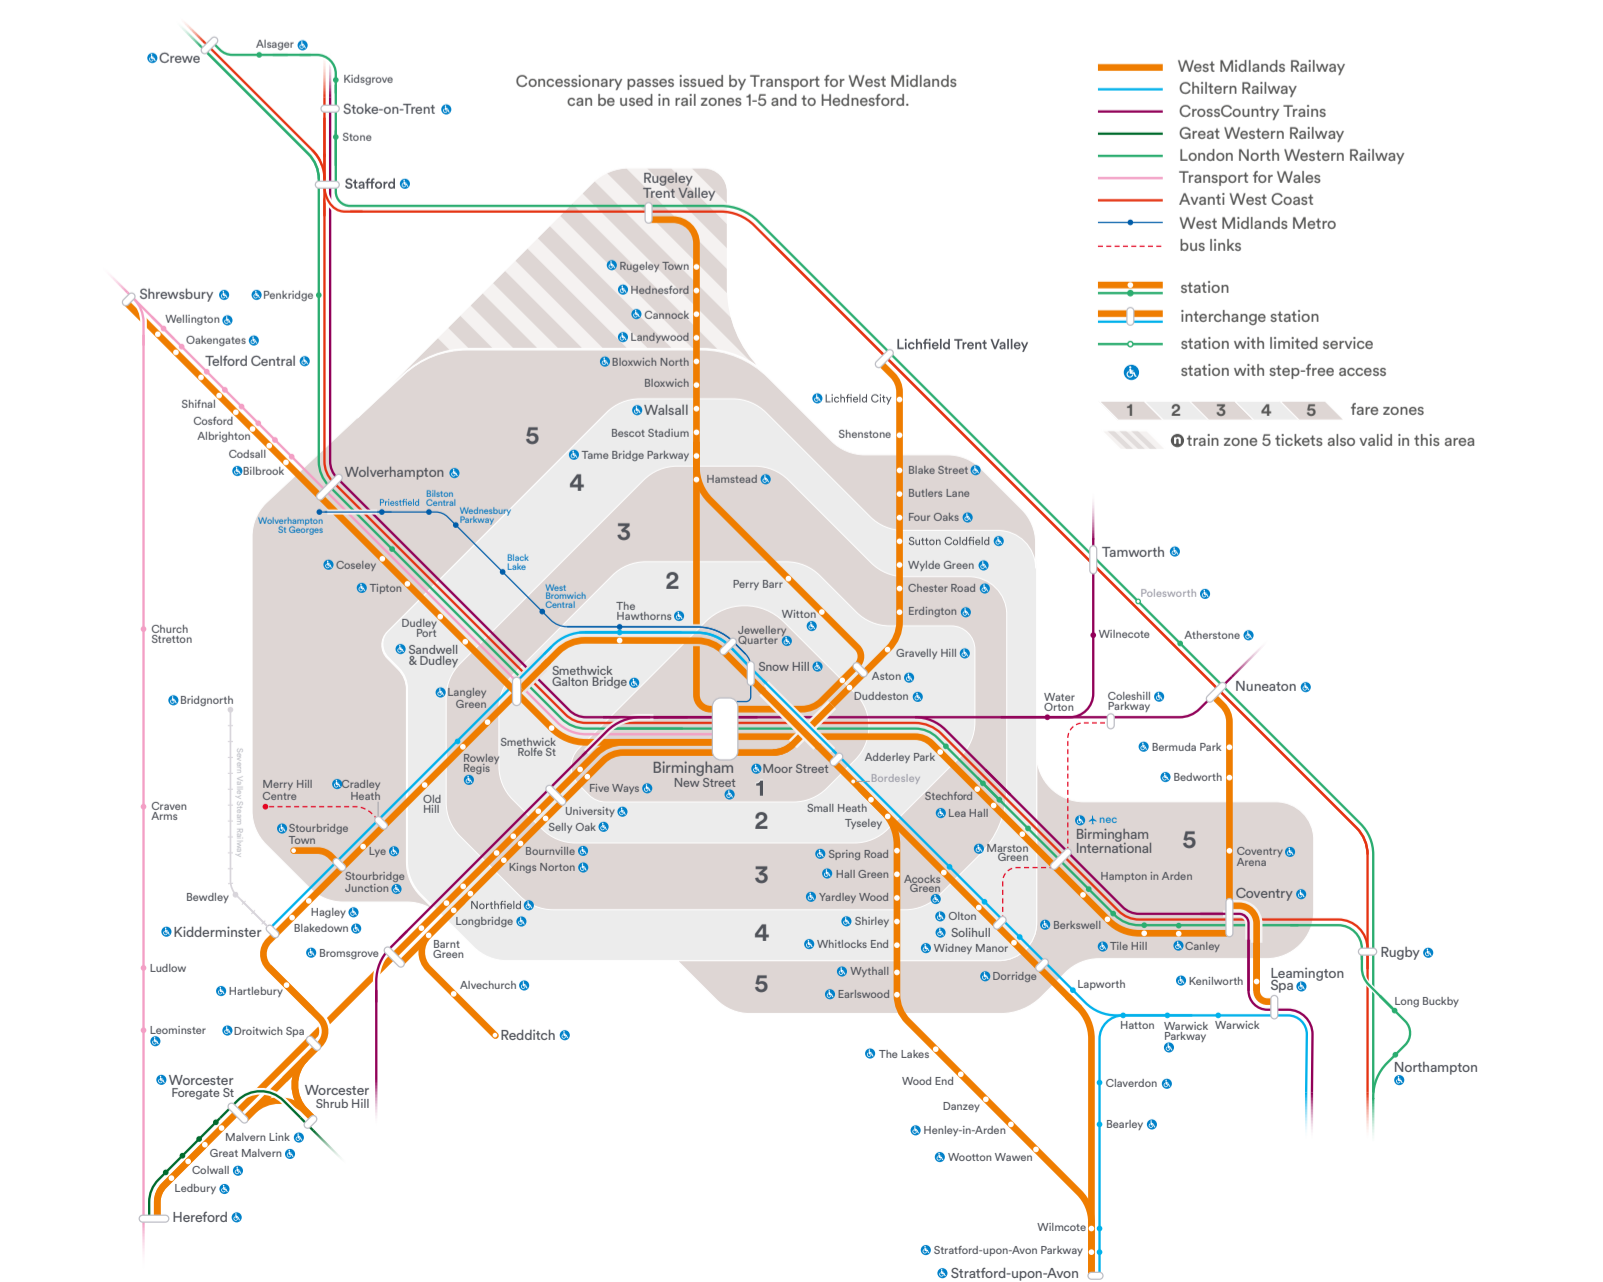 Concessionary passes issued by Transport for West Midlands
can be used in rail zones 1-5 and to Hednesford.
West Midlands Railway
Chiltern Railway
CrossCountry Trains
Great Western Railway
London North Western Railway
Transport for Wales
Avanti West Coast
West Midlands Metro
bus links
station
interchange station
station with limited service
station with step-free access
1 2 3 4 5 fare zones
n train zone 5 tickets also valid in this area
Crewe
Alsager
Kidsgrove
Stoke-on-Trent
Stone
Stafford
Penkridge
Rugeley
Trent Valley
Rugeley Town
Hednesford
Cannock
Landywood
Bloxwich North
Bloxwich
Walsall
Bescot Stadium
Tame Bridge Parkway
Hamstead
Perry Barr
Witton
Shrewsbury
Wellington
Oakengates
Telford Central
Shifnal
Cosford
Albrighton
Codsall
Bilbrook
Wolverhampton
Wolverhampton
St Georges
Priestfield
Bilston
Central
Wednesbury
Parkway
Black
Lake
West
Bromwich
Central
The
Hawthorns
Jewellery
Quarter
Snow Hill
Coseley
Tipton
Dudley
Port
Sandwell
& Dudley
Smethwick
Galton Bridge
Langley
Green
Smethwick
Rolfe St
Rowley
Regis
Old
Hill
Cradley
Heath
Merry Hill
Centre
Stourbridge
Town
Lye
Stourbridge
Junction
Hagley
Blakedown
Kidderminster
Bridgnorth
Severn Valley Steam Railway
Bewdley
Hartlebury
Droitwich Spa
Worcester
Foregate St
Worcester
Shrub Hill
Malvern Link
Great Malvern
Colwall
Ledbury
Hereford
Church
Stretton
Craven
Arms
Ludlow
Leominster
Bromsgrove
Barnt
Green
Alvechurch
Redditch
Longbridge
Northfield
Kings Norton
Bournville
Selly Oak
University
Five Ways
Birmingham
New Street
Moor Street
Bordesley
Small Heath
Tyseley
Spring Road
Hall Green
Yardley Wood
Shirley
Whitlocks End
Wythall
Earlswood
The Lakes
Wood End
Danzey
Henley-in-Arden
Wootton Wawen
Wilmcote
Stratford-upon-Avon Parkway
Stratford-upon-Avon
Acocks
Green
Olton
Solihull
Widney Manor
Dorridge
Lapworth
Hatton
Warwick
Parkway
Warwick
Claverdon
Bearley
Leamington
Spa
Kenilworth
Lichfield Trent Valley
Lichfield City
Shenstone
Blake Street
Butlers Lane
Four Oaks
Sutton Coldfield
Wylde Green
Chester Road
Erdington
Gravelly Hill
Aston
Duddeston
Adderley Park
Stechford
Lea Hall
Marston
Green
nec
Birmingham
International
Hampton in Arden
Berkswell
Tile Hill
Canley
Coventry
Coventry
Arena
Bedworth
Bermuda Park
Nuneaton
Tamworth
Polesworth
Atherstone
Wilnecote
Water
Orton
Coleshill
Parkway
Rugby
Long Buckby
Northampton
5
4
3
2
1
2
3
4
5
5